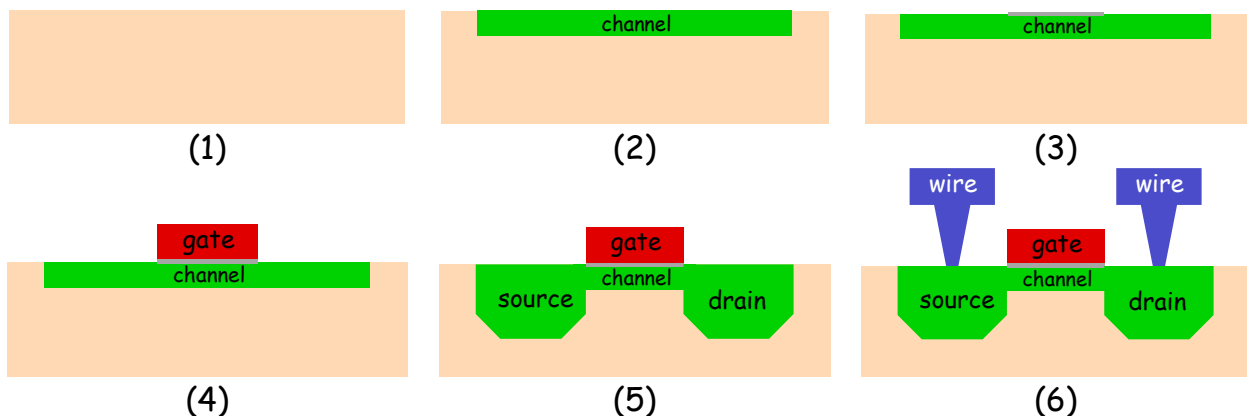 channel
channel
(1)
(2)
(3)
wire
wire
gate
channel
gate
channel
source
drain
gate
channel
source
drain
(4)
(5)
(6)